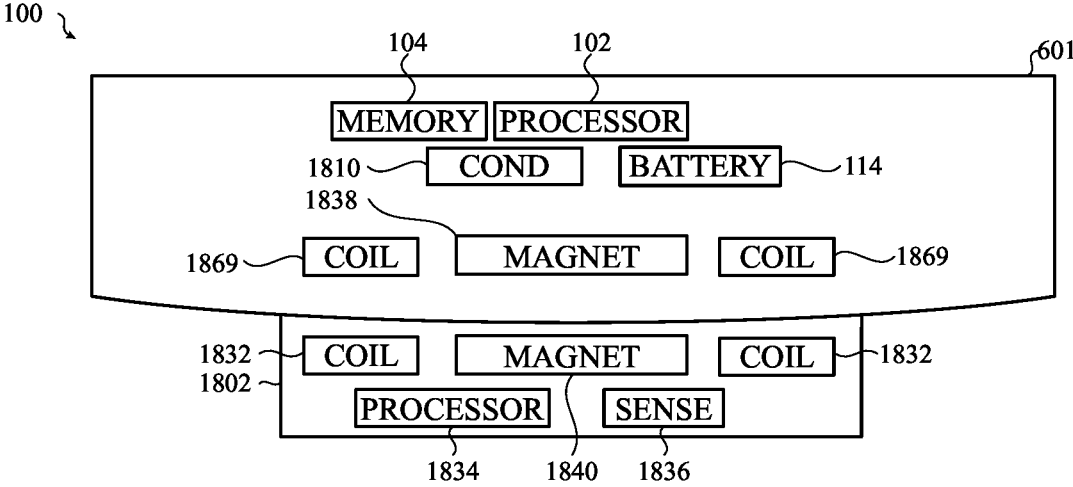 100
104 102 601
MEMORY PROCESSOR
1810 COND BATTERY 114
1838
1869 COIL MAGNET COIL 1869
1832 COIL MAGNET COIL 1832
1802
PROCESSOR SENSE
1834 1840 1836